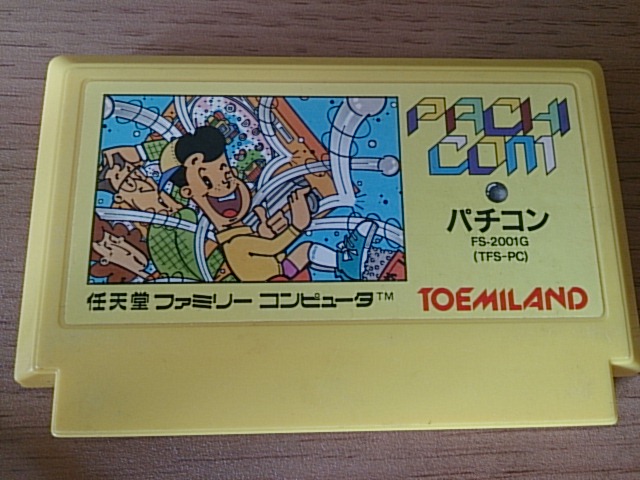 PACHI
COM
パチコン
FS-2001G
(TFS-PC)
任天堂 ファミリー コンピュータ™
TOEMILAND